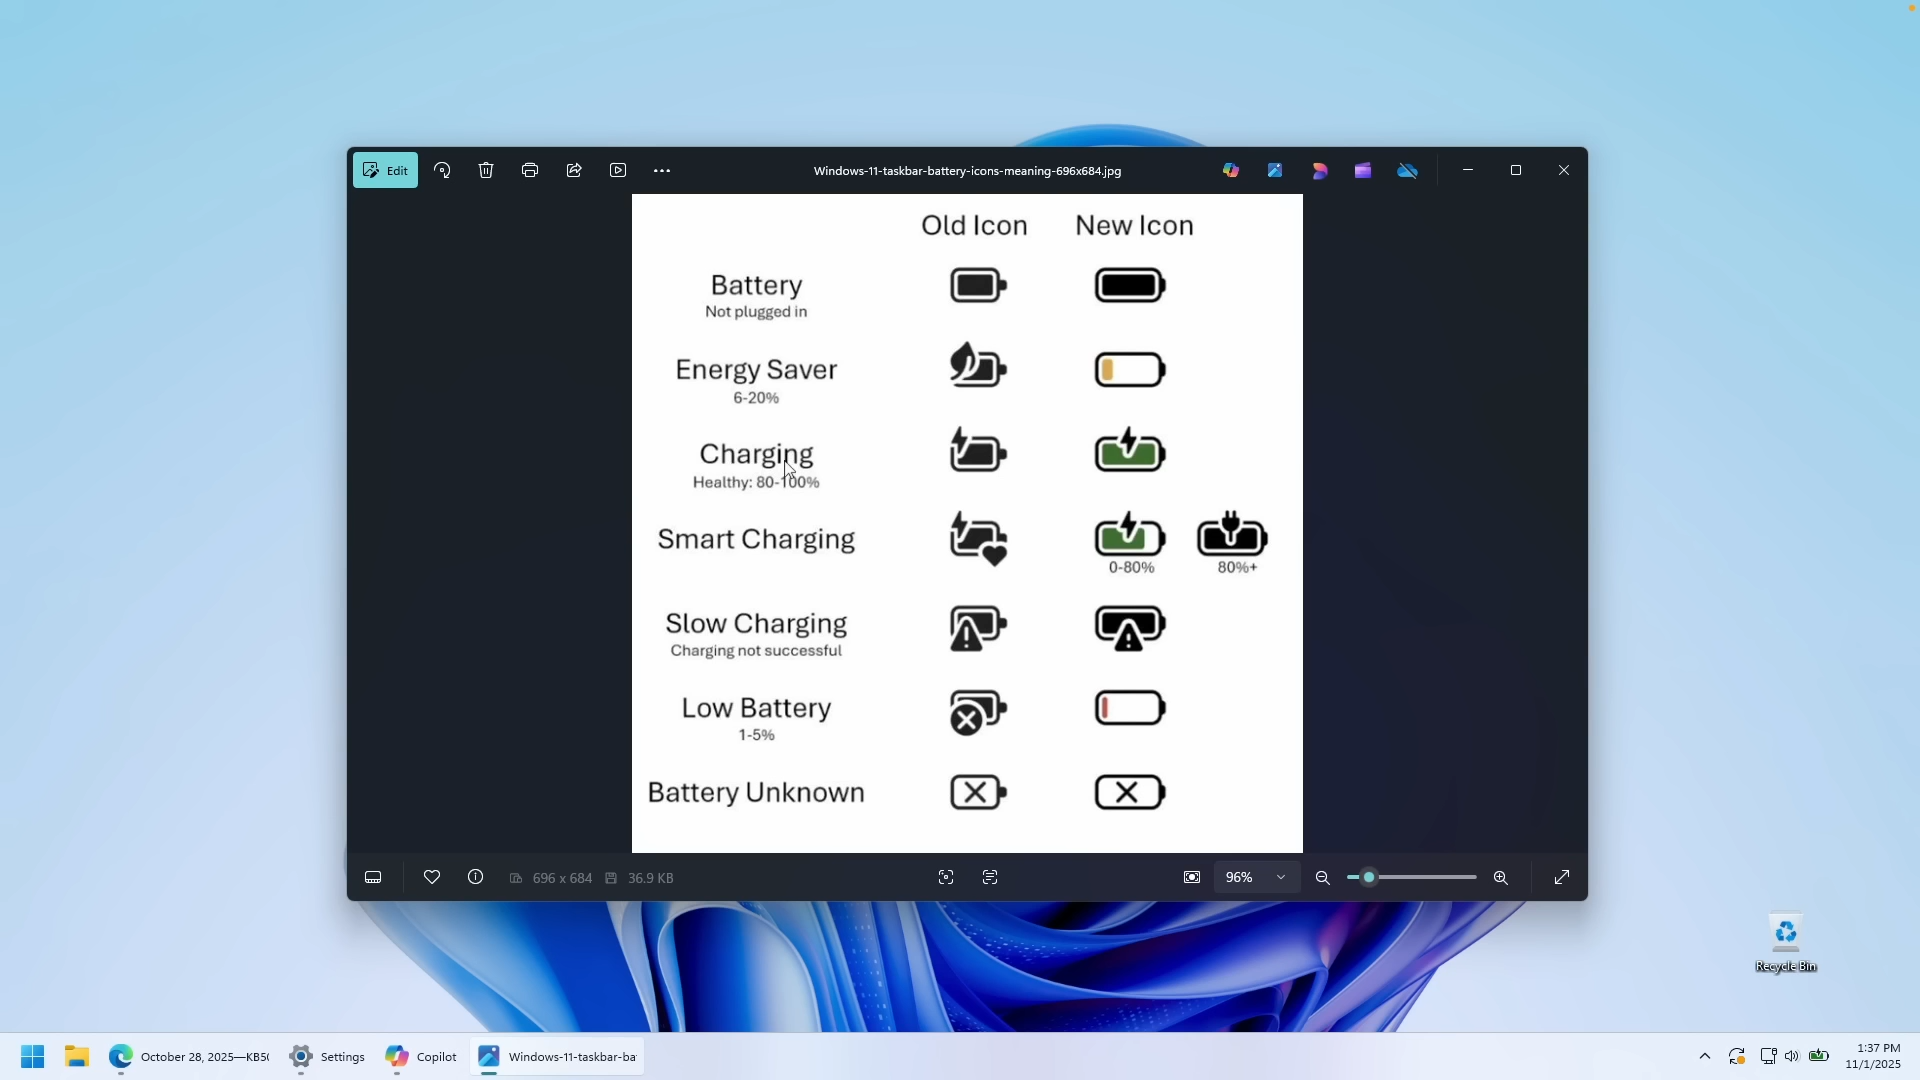 Edit
Windows-11-taskbar-battery-icons-meaning-696x684.jpg
Old Icon New Icon
Battery
Not plugged in
Energy Saver
6-20%
Charging
Healthy: 80-100%
Smart Charging
0-80% 80%+
Slow Charging
Charging not successful
Low Battery
1-5%
Battery Unknown
696 x 684 36.9 KB 96%
Recycle Bin
October 28, 2025—KB50 Settings Copilot Windows-11-taskbar-ba
1:37 PM
11/1/2025